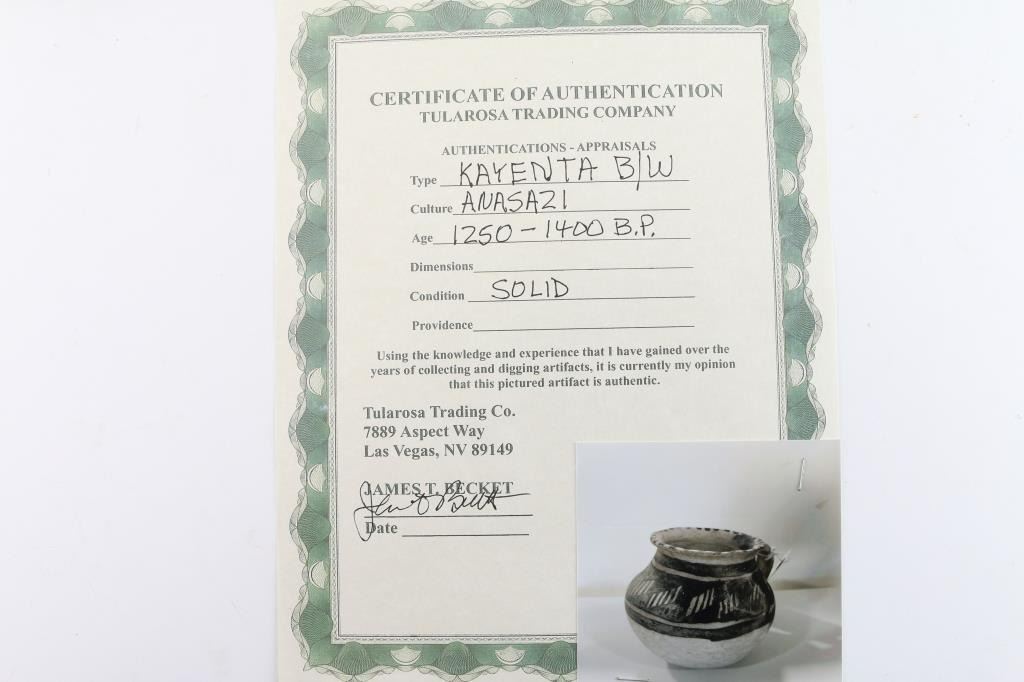 CERTIFICATE OF AUTHENTICATION
TULAROSA TRADING COMPANY
AUTHENTICATIONS - APPRAISALS
Type KAYENTA B/W
Culture ANASAZI
Age 1250 - 1400 B.P.
Dimensions
Condition SOLID
Providence
Using the knowledge and experience that I have gained over the
years of collecting and digging artifacts, it is currently my opinion
that this pictured artifact is authentic.
Tularosa Trading Co.
7889 Aspect Way
Las Vegas, NV 89149
JAMES T. BECKET
Date